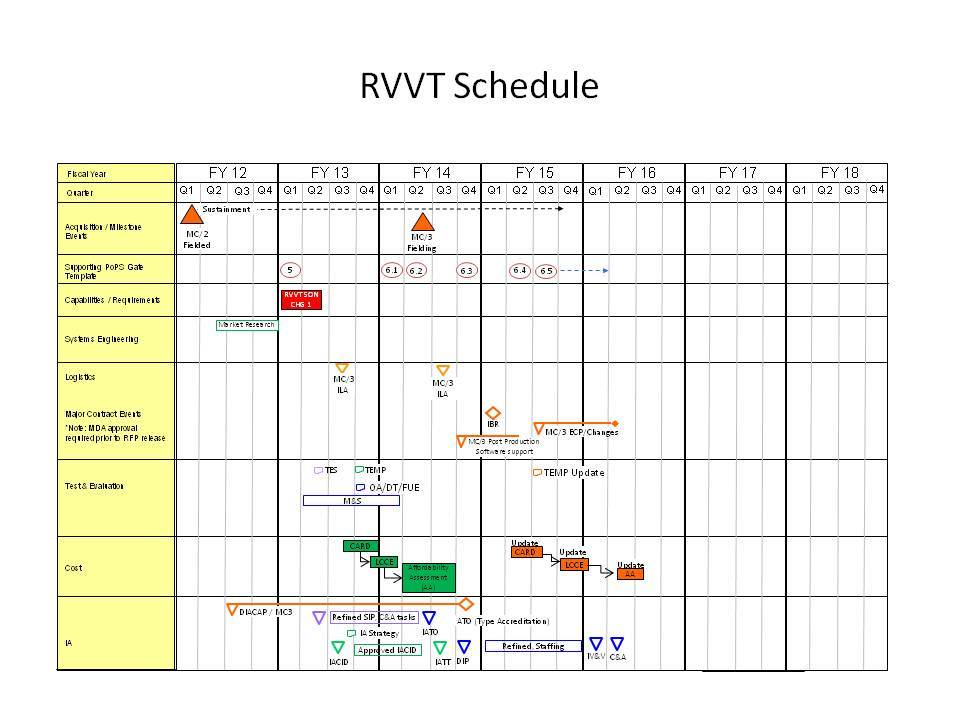 RVVT Schedule
Fiscal Year
FY 12 FY 13 FY 14 FY 15 FY 16 FY 17 FY 18
Quarter
Q1 Q2 Q3 Q4 Q1 Q2 Q3 Q4 Q1 Q2 Q3 Q4 Q1 Q2 Q3 Q4 Q1 Q2 Q3 Q4 Q1 Q2 Q3 Q4 Q1 Q2 Q3 Q4
Acquisition / Milestone
Events
Sustainment
MC/2
Fielded
MC/3
Fielding
Supporting PoPS Gate
Template
5 6.1 6.2 6.3 6.4 6.5
Capabilities / Requirements
RVVTSON
CHG 1
Systems Engineering
Market Research
Logistics
MC/3
ILA
MC/3
ILA
Major Contract Events
*Note: MDA approval
required prior to RFP release
IBR
MC/3 Post Production
Software support
MC/3 ECP/Changes
Test & Evaluation
TES
TEMP
OA/DT/FUE
M&S
TEMP Update
Cost
CARD
LCCE
Affordability
Assessment
(AA)
Update
CARD
Update
LCCE
Update
AA
IA
DIACAP / MC3
Refined SIP, C&A tasks
IATO
ATO (Type Accreditation)
IA Strategy
IACID
Approved IACID
IATT
DIP
Refined, Staffing
IV&V
C&A